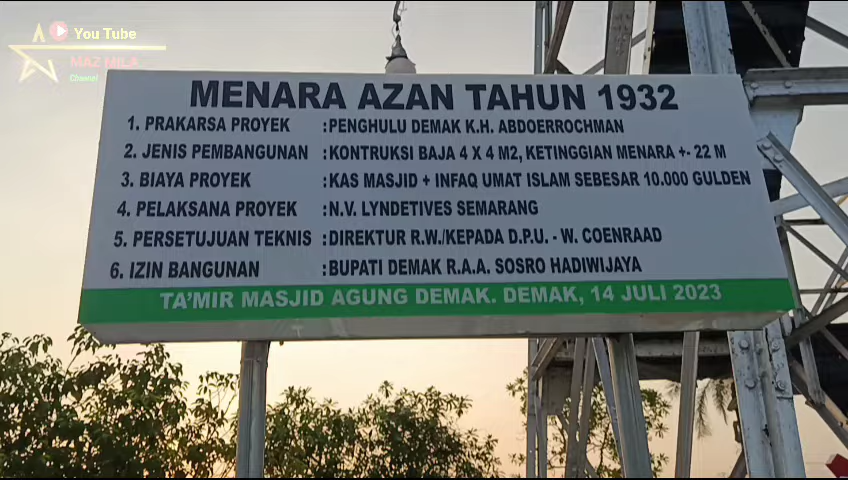 You Tube
MAZ MILA
Channel
MENARA AZAN TAHUN 1932
1. PRAKARSA PROYEK : PENGHULU DEMAK K.H. ABDOERROCHMAN
2. JENIS PEMBANGUNAN : KONTRUKSI BAJA 4 X 4 M2, KETINGGIAN MENARA +- 22 M
3. BIAYA PROYEK : KAS MASJID + INFAQ UMAT ISLAM SEBESAR 10.000 GULDEN
4. PELAKSANA PROYEK : N.V. LYNDETIVES SEMARANG
5. PERSETUJUAN TEKNIS : DIREKTUR R.W./KEPADA D.P.U. - W. COENRAAD
6. IZIN BANGUNAN : BUPATI DEMAK R.A.A. SOSRO HADIWIJAYA
TA'MIR MASJID AGUNG DEMAK. DEMAK, 14 JULI 2023